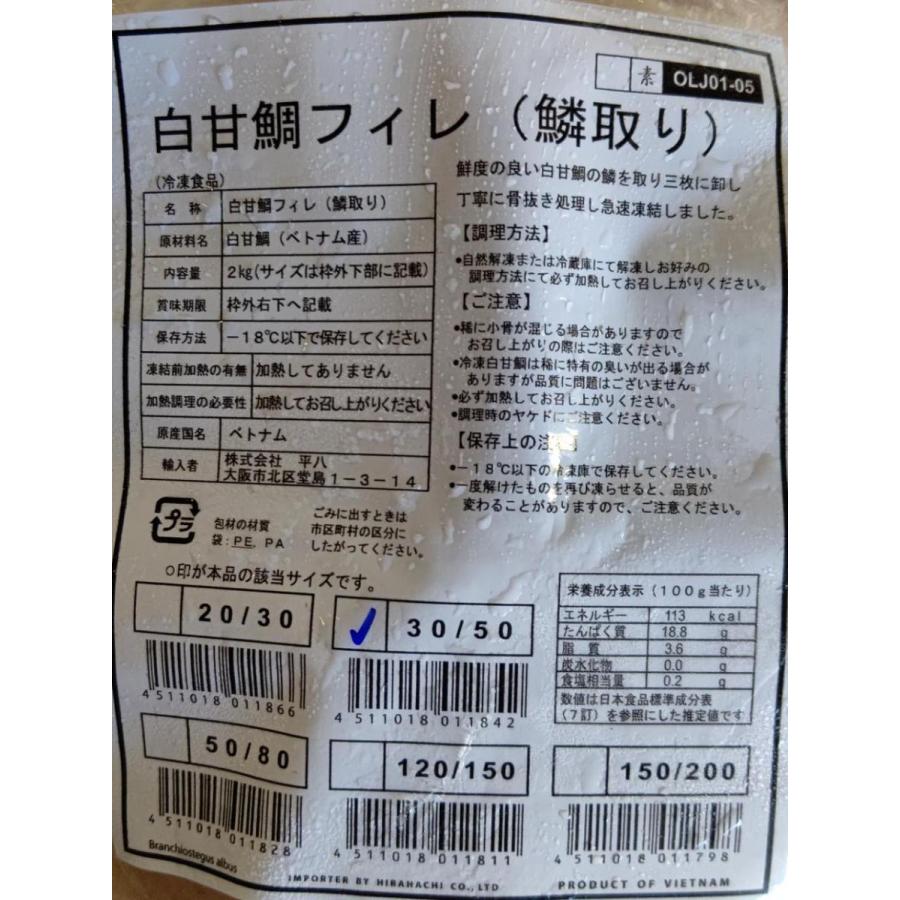 素 OLJ01-05
白甘鯛フィレ（鱗取り）
（冷凍食品）
名称 白甘鯛フィレ（鱗取り）
原材料名 白甘鯛（ベトナム産）
内容量 2kg（サイズは枠外下部に記載）
賞味期限 枠外右下へ記載
保存方法 －18℃以下で保存してください
凍結前加熱の有無 加熱してありません
加熱調理の必要性 加熱してお召し上がりください
原産国名 ベトナム
輸入者 株式会社 平八
大阪市北区堂島1－3－14
鮮度の良い白甘鯛の鱗を取り三枚に卸し
丁寧に骨抜き処理し急速凍結しました。
【調理方法】
●自然解凍または冷蔵庫にて解凍しお好みの
調理方法にて必ず加熱してお召し上がりください。
【ご注意】
●稀に小骨が混じる場合がありますので
お召し上がりの際はご注意ください。
●冷凍白甘鯛は稀に特有の臭いが出る場合が
ありますが品質に問題はございません。
●必ず加熱してお召し上がりください。
●調理時のヤケドにご注意ください。
【保存上の注意】
●－18℃以下の冷凍庫で保存してください。
●一度解けたものを再び凍らせると、品質が
変わることがありますので、ご注意ください。
プラ
包材の材質
袋：PE，PA
ごみに出すときは
市区町村の区分に
したがってください。
○印が本品の該当サイズです。
20/30
4 511018 011866
✓ 30/50
4 511018 011842
栄養成分表示（100g当たり）
エネルギー 113 kcal
たんぱく質 18.8 g
脂質 3.6 g
炭水化物 0.0 g
食塩相当量 0.2 g
数値は日本食品標準成分表
（7訂）を参照にした推定値です
50/80
4 511018 011828
120/150
4 511018 011811
150/200
4 511018 011798
Branchiostegus albus
IMPORTER BY HIRAHACHI CO., LTD
PRODUCT OF VIETNAM